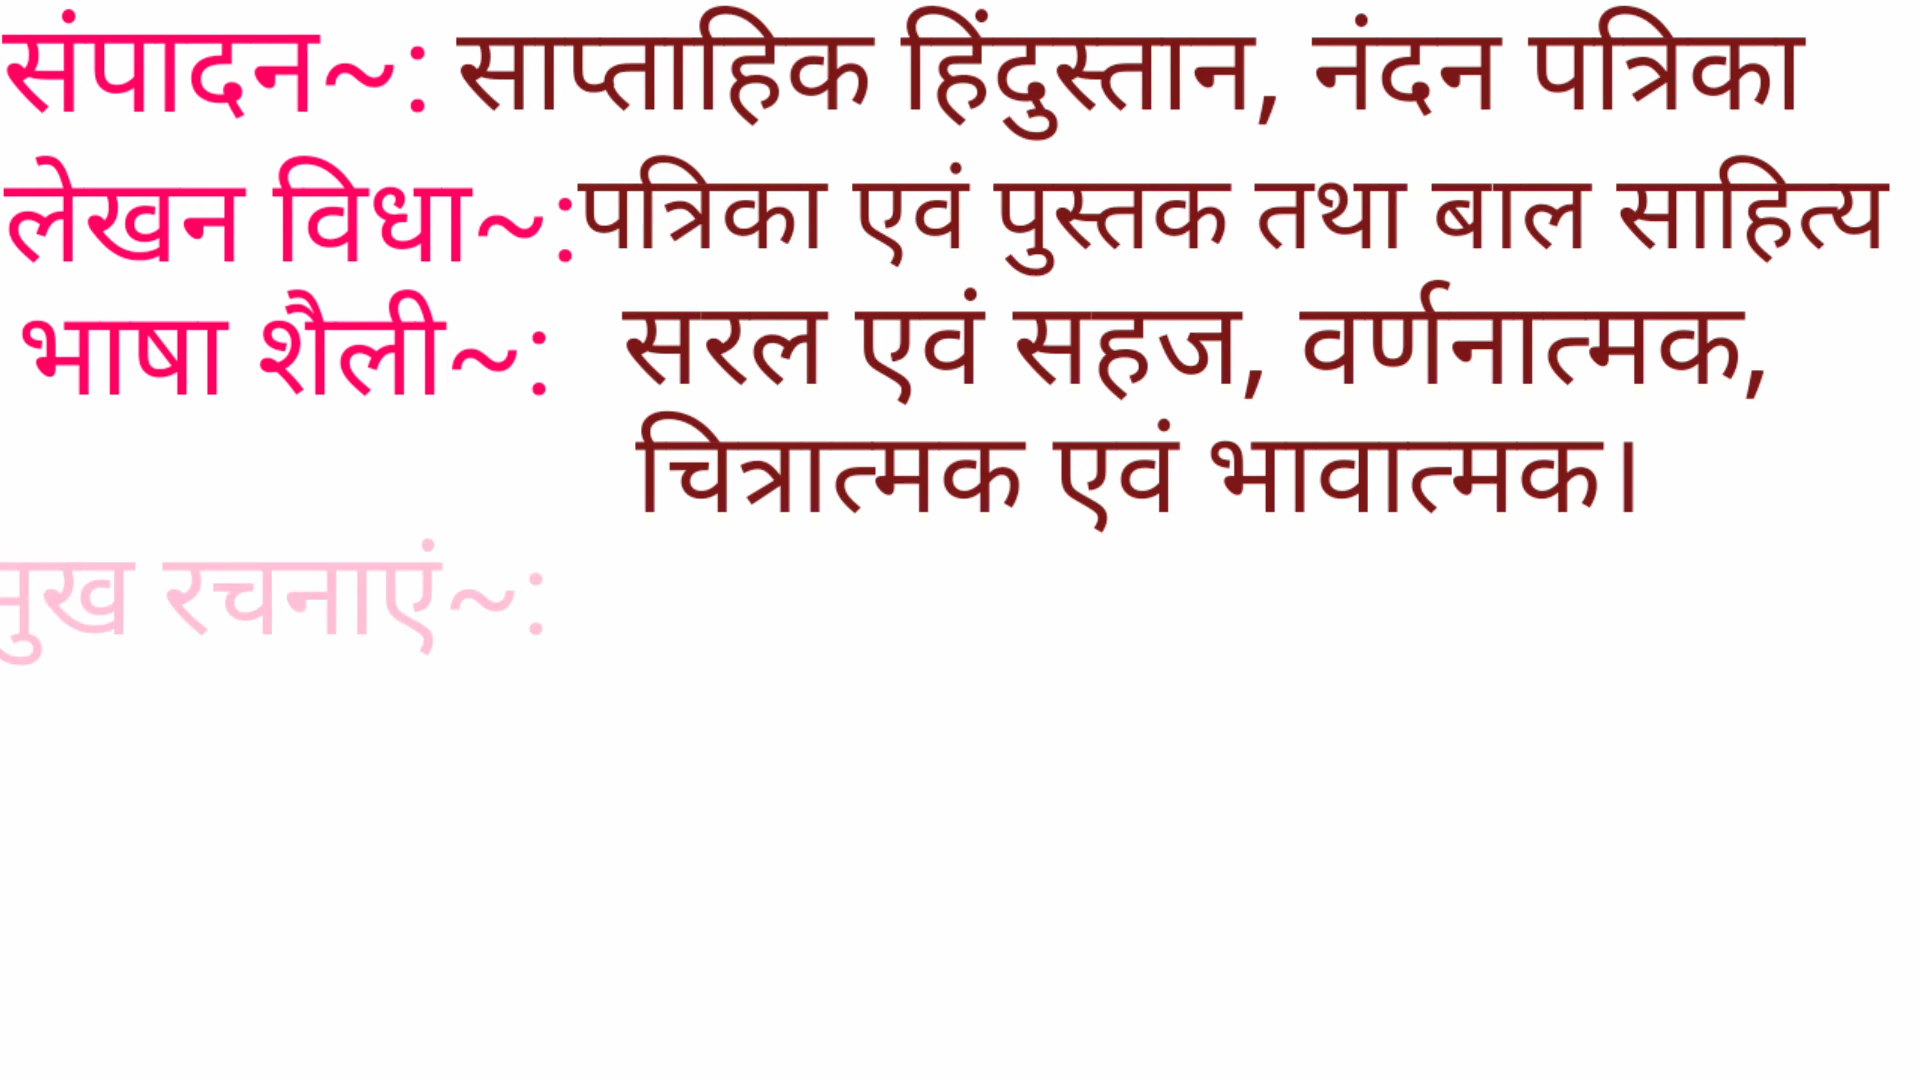 संपादन~: साप्ताहिक हिंदुस्तान, नंदन पत्रिका
लेखन विधा~:पत्रिका एवं पुस्तक तथा बाल साहित्य
भाषा शैली~: सरल एवं सहज, वर्णनात्मक,
चित्रात्मक एवं भावात्मक।
रचनाएं~: